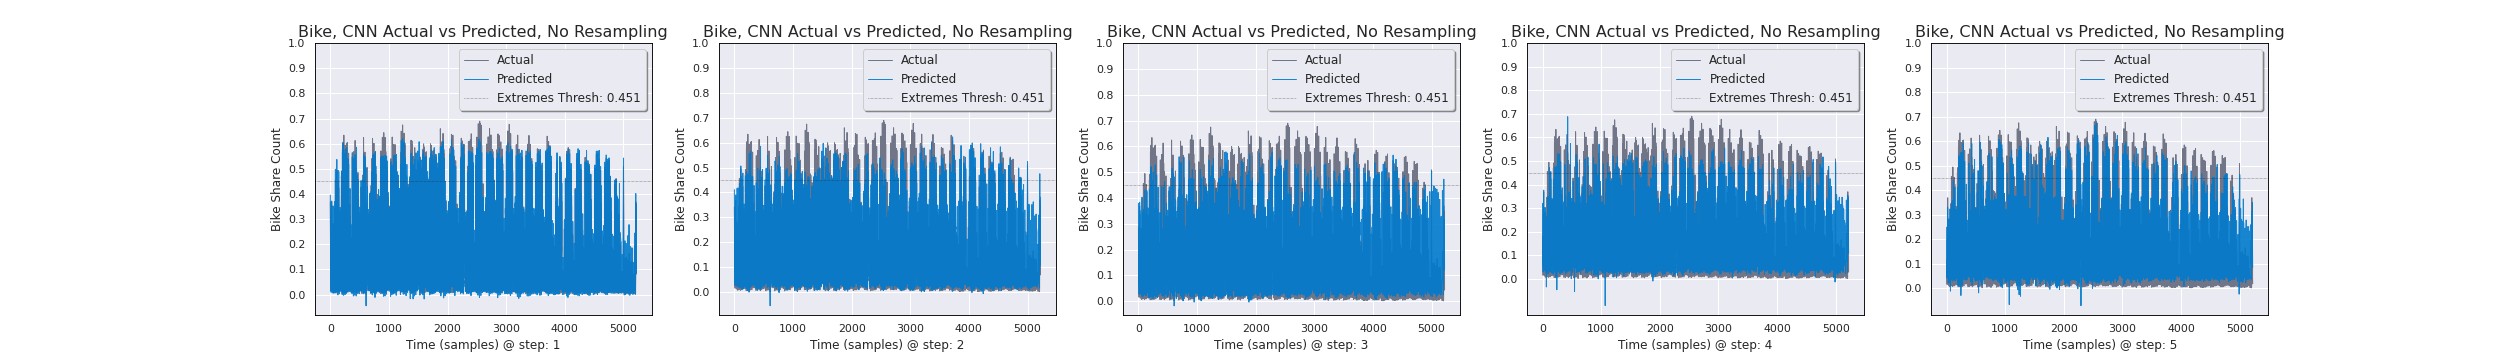 Bike, CNN Actual vs Predicted, No Resampling
1.0
0.9
0.8
0.7
0.6
0.5
0.4
0.3
0.2
0.1
0.0
Bike Share Count
Actual
Predicted
Extremes Thresh: 0.451
0 1000 2000 3000 4000 5000
Time (samples) @ step: 1
Bike, CNN Actual vs Predicted, No Resampling
1.0
0.9
0.8
0.7
0.6
0.5
0.4
0.3
0.2
0.1
0.0
Bike Share Count
Actual
Predicted
Extremes Thresh: 0.451
0 1000 2000 3000 4000 5000
Time (samples) @ step: 2
Bike, CNN Actual vs Predicted, No Resampling
1.0
0.9
0.8
0.7
0.6
0.5
0.4
0.3
0.2
0.1
0.0
Bike Share Count
Actual
Predicted
Extremes Thresh: 0.451
0 1000 2000 3000 4000 5000
Time (samples) @ step: 3
Bike, CNN Actual vs Predicted, No Resampling
1.0
0.9
0.8
0.7
0.6
0.5
0.4
0.3
0.2
0.1
0.0
Bike Share Count
Actual
Predicted
Extremes Thresh: 0.451
0 1000 2000 3000 4000 5000
Time (samples) @ step: 4
Bike, CNN Actual vs Predicted, No Resampling
1.0
0.9
0.8
0.7
0.6
0.5
0.4
0.3
0.2
0.1
0.0
Bike Share Count
Actual
Predicted
Extremes Thresh: 0.451
0 1000 2000 3000 4000 5000
Time (samples) @ step: 5